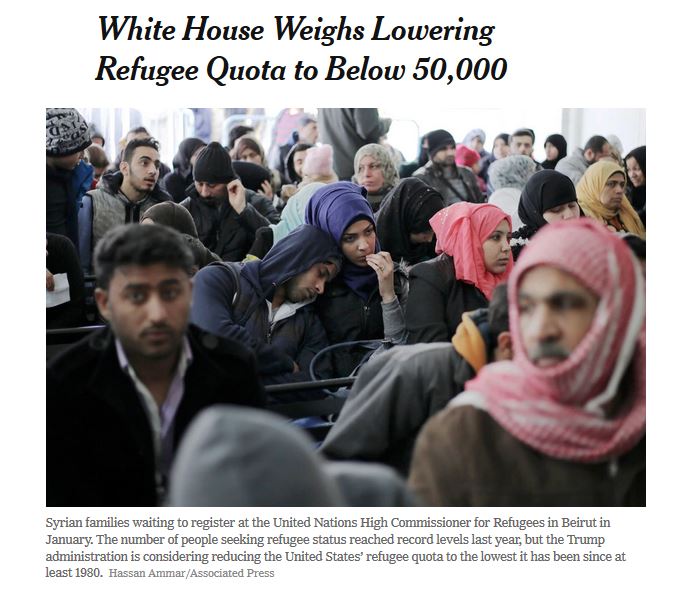 White House Weighs Lowering
Refugee Quota to Below 50,000
Syrian families waiting to register at the United Nations High Commissioner for Refugees in Beirut in
January. The number of people seeking refugee status reached record levels last year, but the Trump
administration is considering reducing the United States’ refugee quota to the lowest it has been since at
least 1980. Hassan Ammar/Associated Press